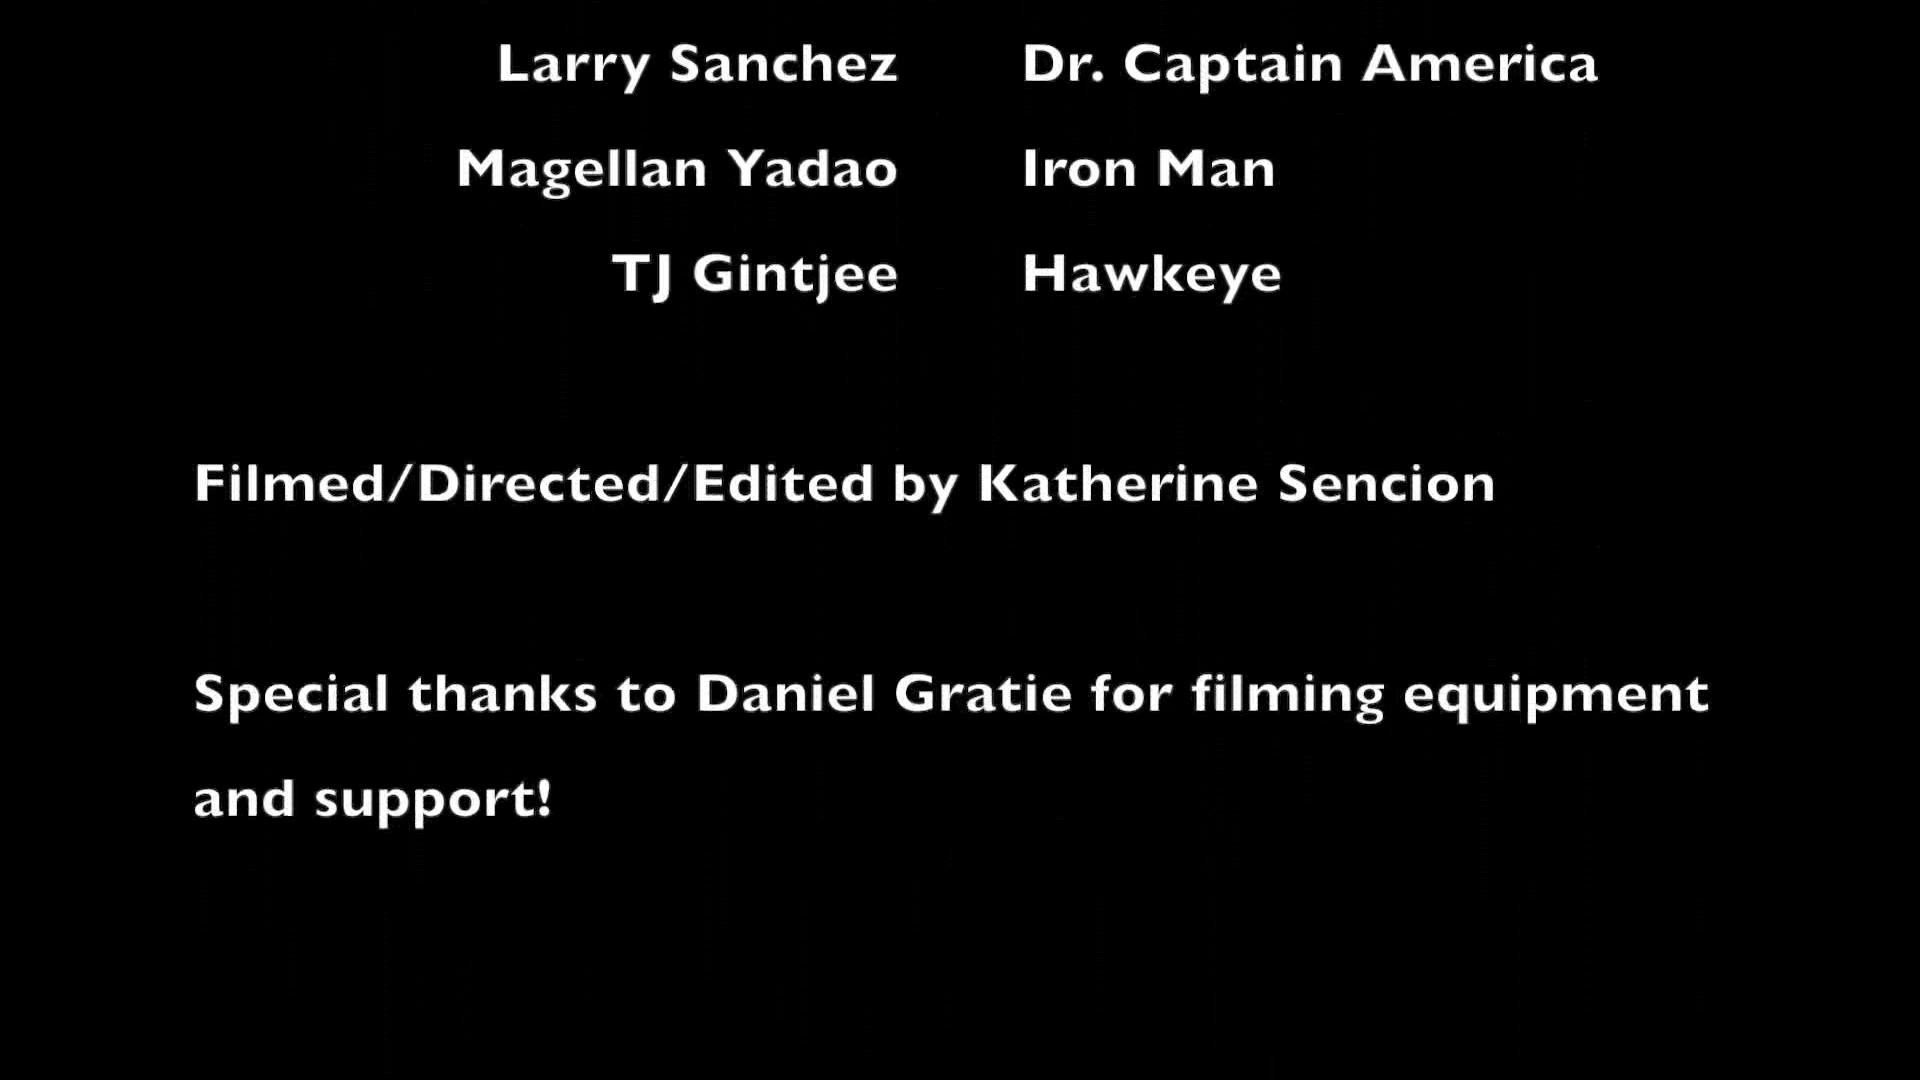 Larry Sanchez Dr. Captain America
Magellan Yadao Iron Man
TJ Gintjee Hawkeye
Filmed/Directed/Edited by Katherine Sencion
Special thanks to Daniel Gratie for filming equipment
and support!